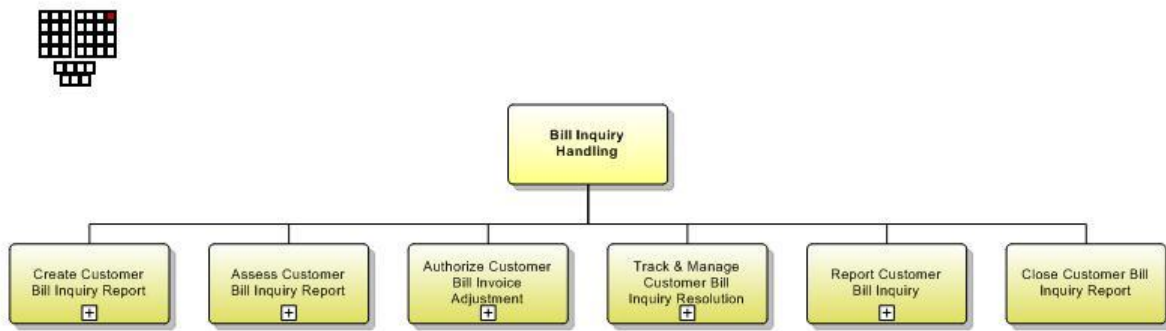 Bill Inquiry
Handling
Create Customer
Bill Inquiry Report
Assess Customer
Bill Inquiry Report
Authorize Customer
Bill Invoice
Adjustment
Track & Manage
Customer Bill
Inquiry Resolution
Report Customer
Bill Inquiry
Close Customer Bill
Inquiry Report